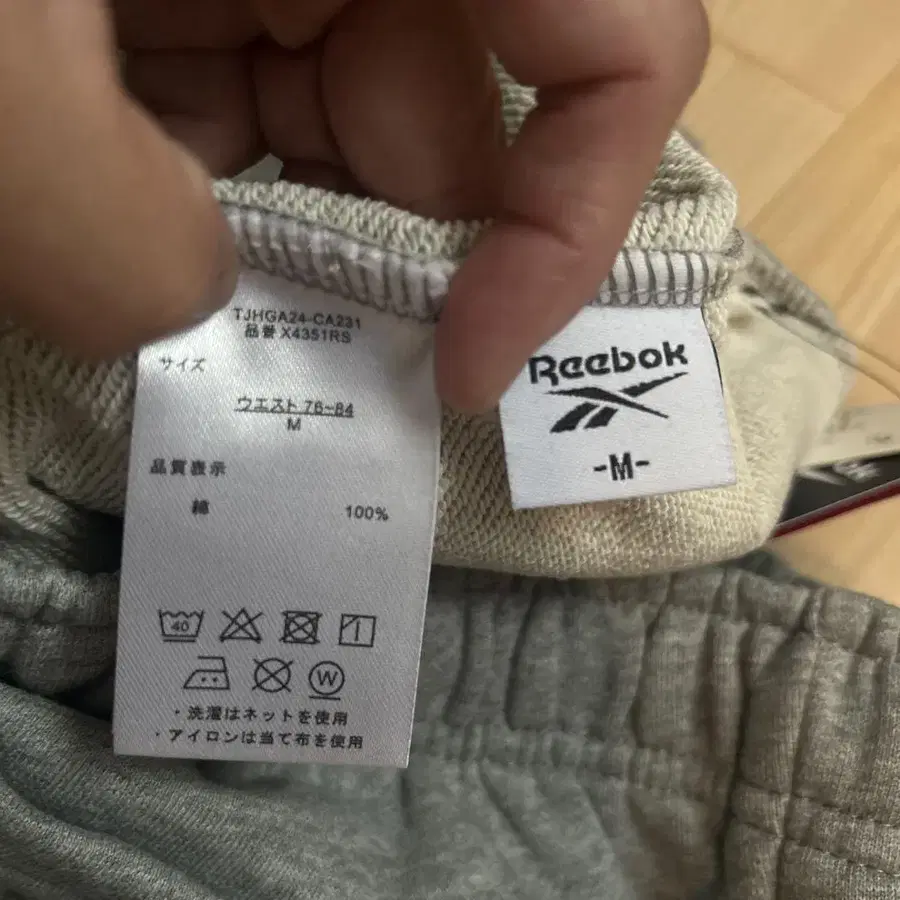 TJHGA24-CA231
品番 X4351RS
サイズ
ウエスト 76~84
M
品質表示
綿 100%
40
W
・洗濯はネットを使用
・アイロンは当て布を使用
Reebok
-M-